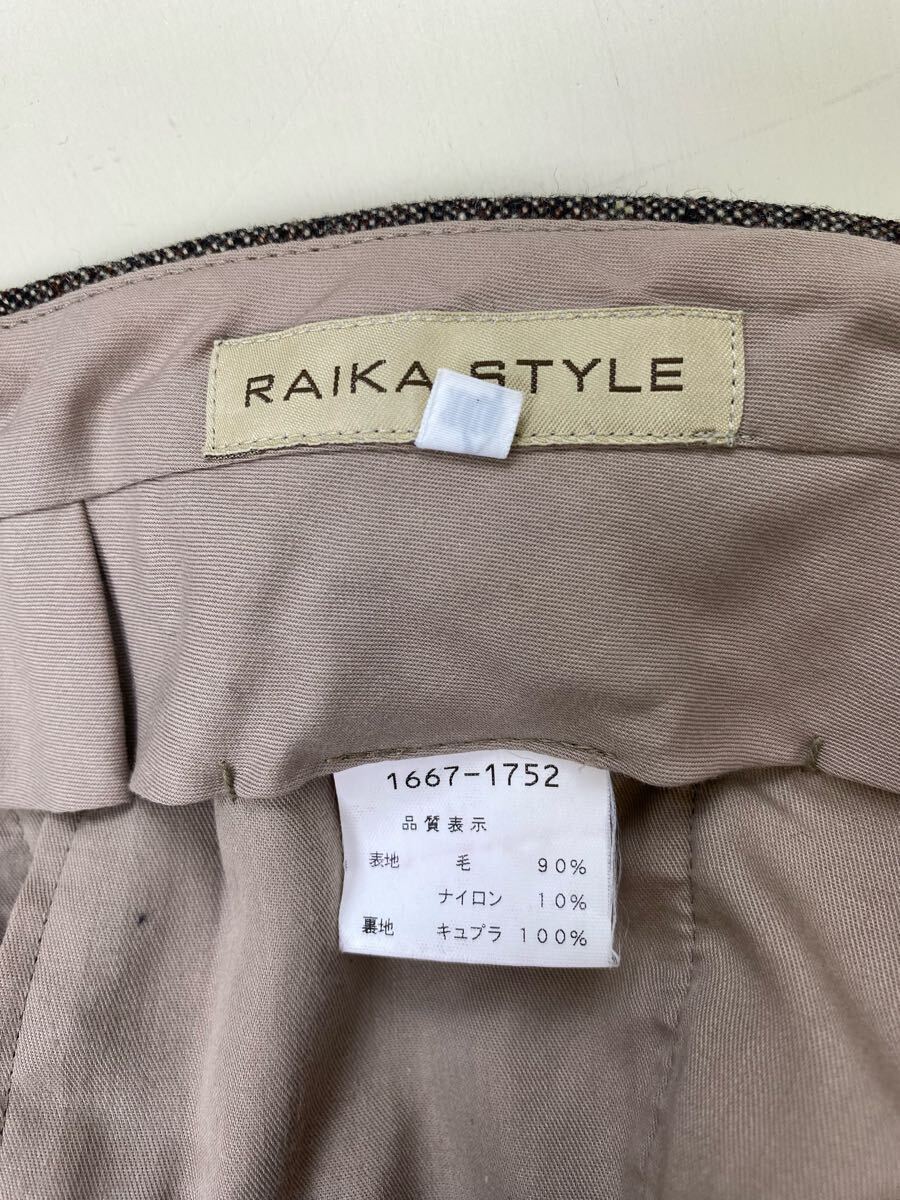 RAIKA STYLE
1667-1752
品質表示
表地 毛 90%
ナイロン 10%
裏地 キュプラ 100%